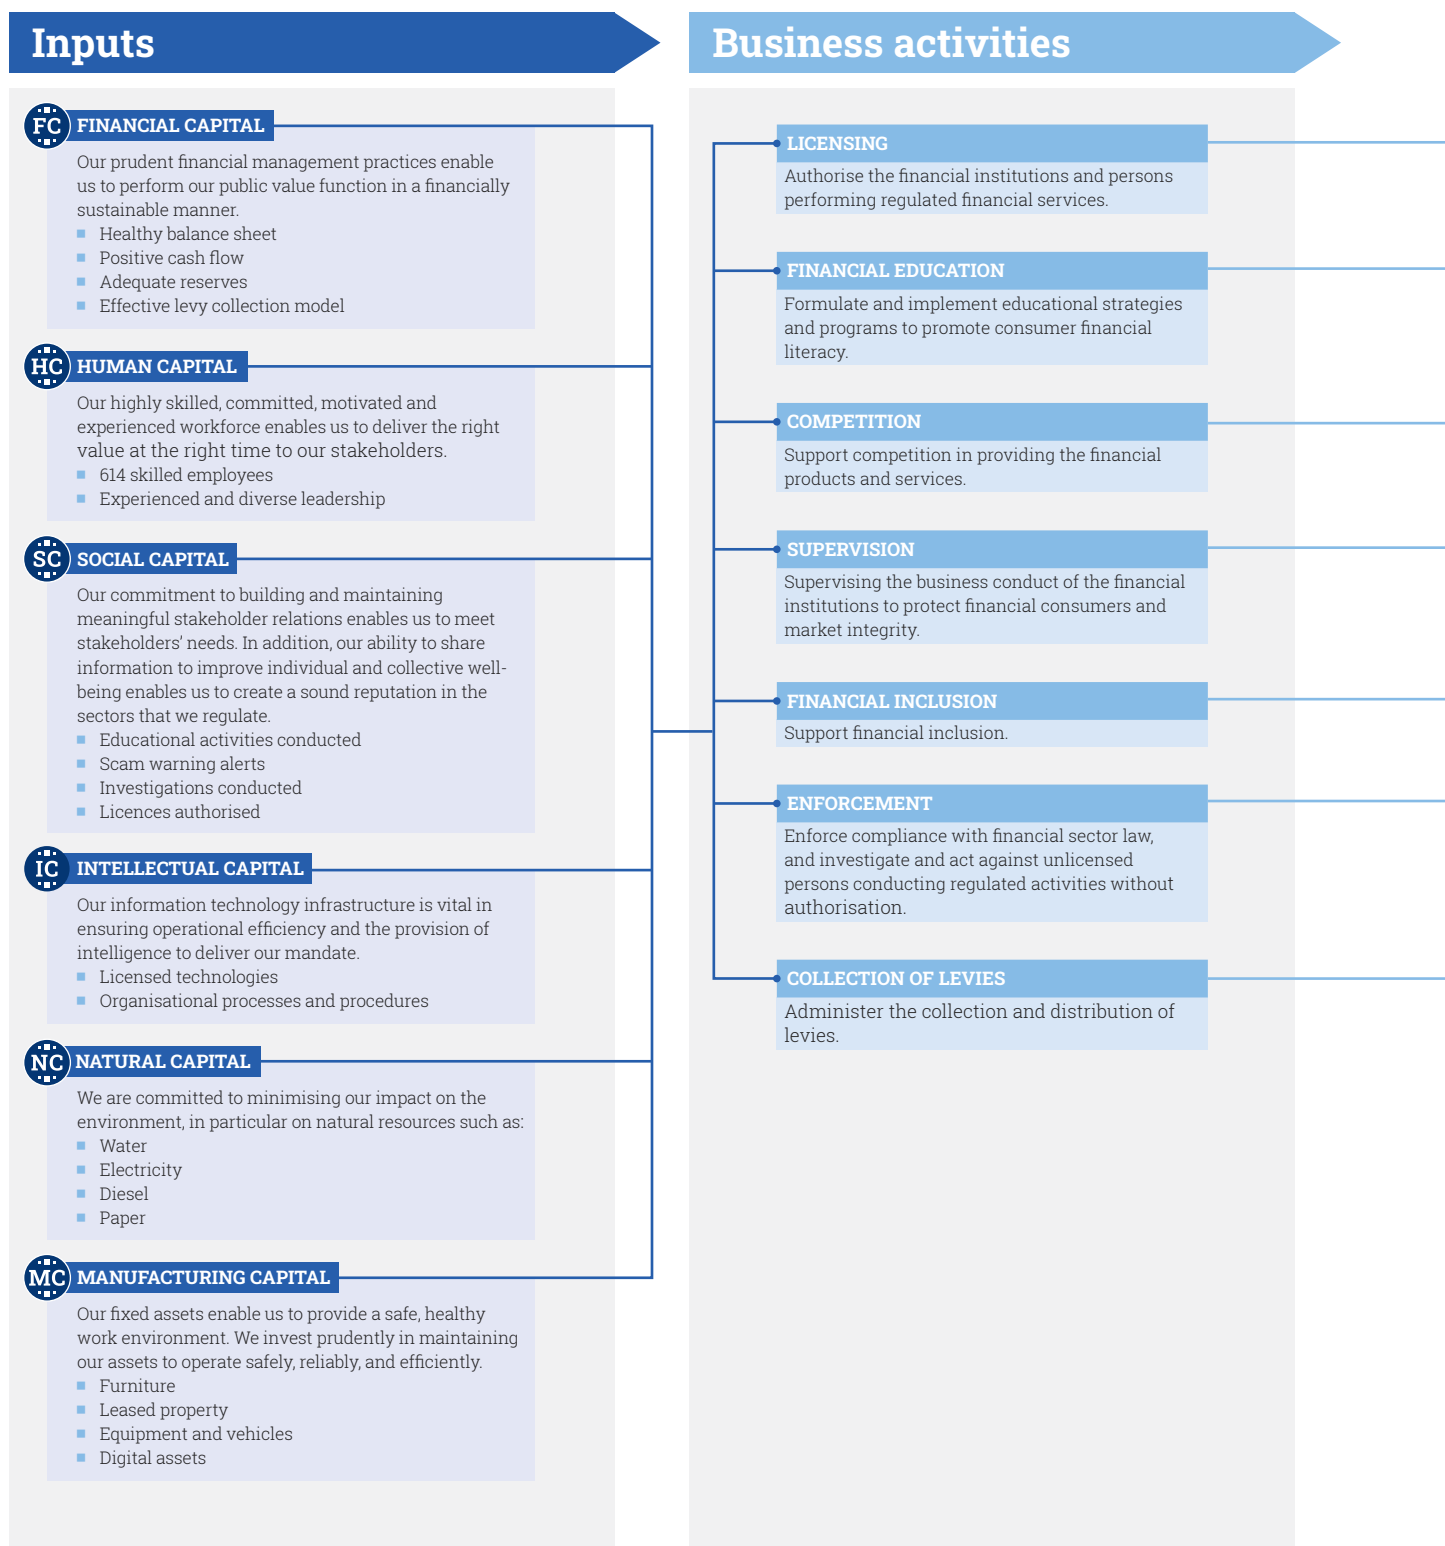 Inputs
FC FINANCIAL CAPITAL
Our prudent financial management practices enable
us to perform our public value function in a financially
sustainable manner.
Healthy balance sheet
Positive cash flow
Adequate reserves
Effective levy collection model
HC HUMAN CAPITAL
Our highly skilled, committed, motivated and
experienced workforce enables us to deliver the right
value at the right time to our stakeholders.
614 skilled employees
Experienced and diverse leadership
SC SOCIAL CAPITAL
Our commitment to building and maintaining
meaningful stakeholder relations enables us to meet
stakeholders' needs. In addition, our ability to share
information to improve individual and collective well-
being enables us to create a sound reputation in the
sectors that we regulate.
Educational activities conducted
Scam warning alerts
Investigations conducted
Licences authorised
IC INTELLECTUAL CAPITAL
Our information technology infrastructure is vital in
ensuring operational efficiency and the provision of
intelligence to deliver our mandate.
Licensed technologies
Organisational processes and procedures
NC NATURAL CAPITAL
We are committed to minimising our impact on the
environment, in particular on natural resources such as:
Water
Electricity
Diesel
Paper
MC MANUFACTURING CAPITAL
Our fixed assets enable us to provide a safe, healthy
work environment. We invest prudently in maintaining
our assets to operate safely, reliably, and efficiently.
Furniture
Leased property
Equipment and vehicles
Digital assets
Business activities
LICENSING
Authorise the financial institutions and persons
performing regulated financial services.
FINANCIAL EDUCATION
Formulate and implement educational strategies
and programs to promote consumer financial
literacy.
COMPETITION
Support competition in providing the financial
products and services.
SUPERVISION
Supervising the business conduct of the financial
institutions to protect financial consumers and
market integrity.
FINANCIAL INCLUSION
Support financial inclusion.
ENFORCEMENT
Enforce compliance with financial sector law,
and investigate and act against unlicensed
persons conducting regulated activities without
authorisation.
COLLECTION OF LEVIES
Administer the collection and distribution of
levies.